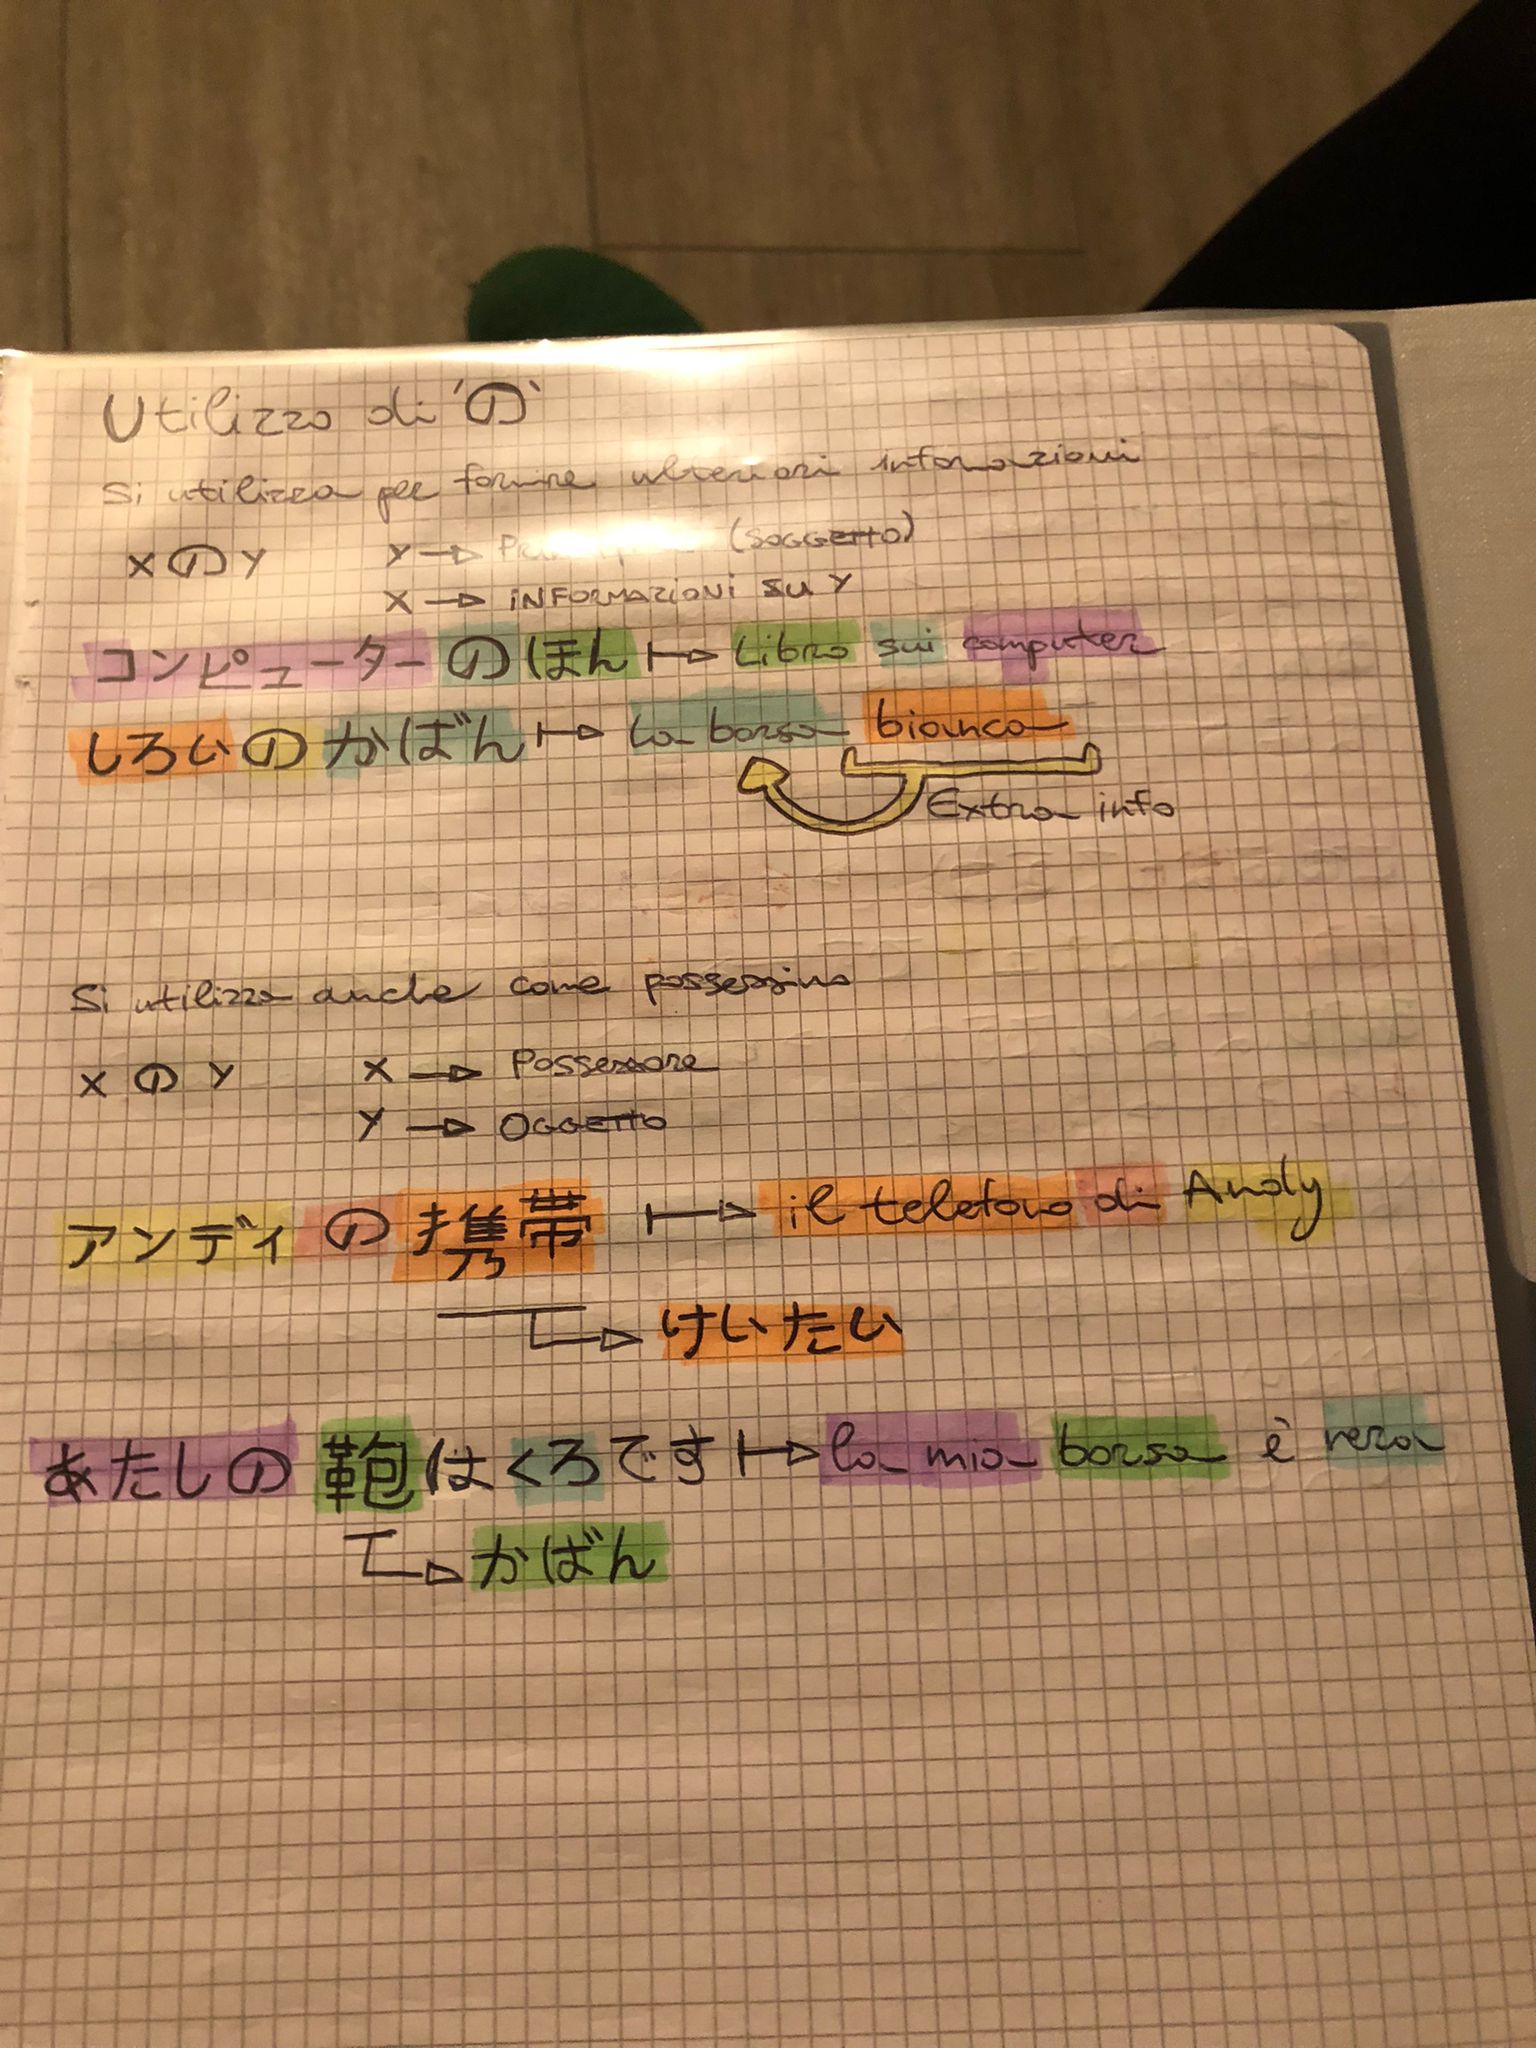 Utilizzo di 'の'
Si utilizza per fornire ulteriori informazioni
X の Y Y → (SOGGETTO)
X → INFORMAZIONI SU Y
コンピューターのほん ↦ Libro sui computer
しろいのかばん ↦ la borsa bianca
Extra info
Si utilizza anche come possessivo
X の Y X → Possessore
Y → OGGETTO
アンディの携帯 ↦ il telefono di Andy
けいたい
あたしの鞄はくろです ↦ la mia borsa è nera
かばん